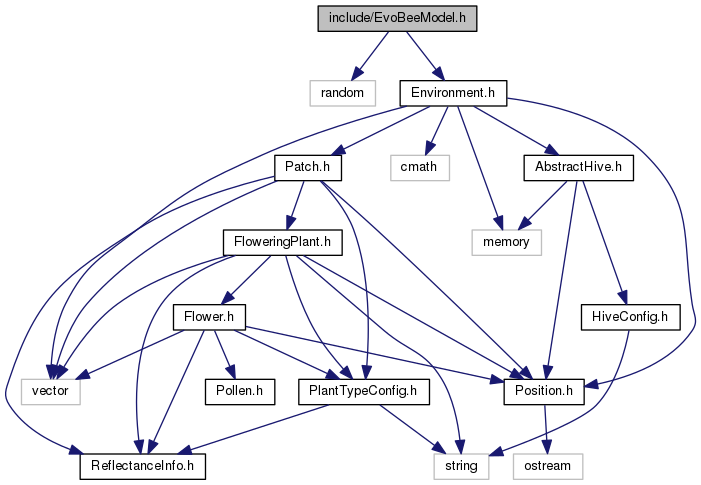 include/EvoBeeModel.h
random
Environment.h
Patch.h
cmath
AbstractHive.h
FloweringPlant.h
memory
Flower.h
HiveConfig.h
vector
Pollen.h
PlantTypeConfig.h
Position.h
ReflectanceInfo.h
string
ostream